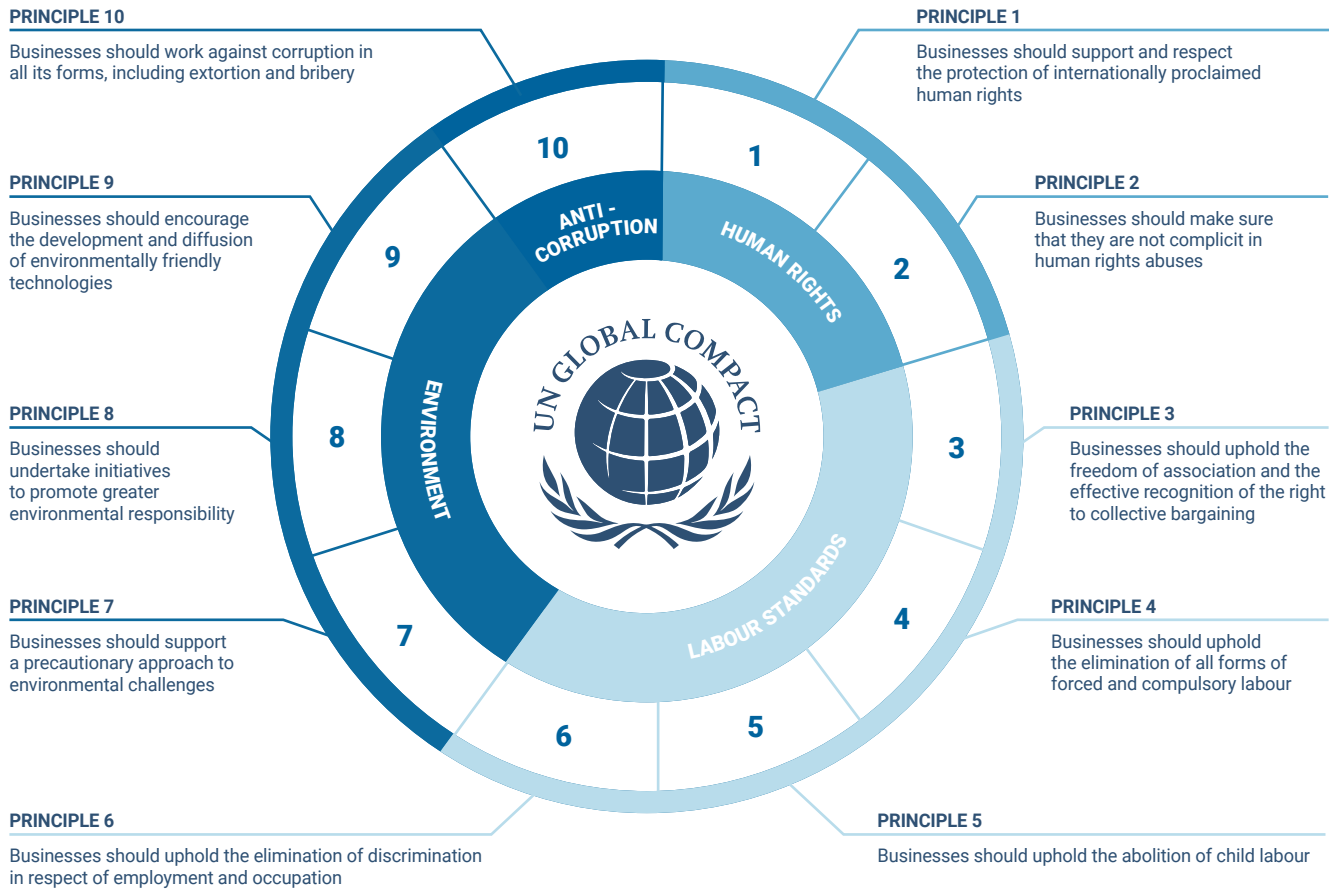 PRINCIPLE 10
Businesses should work against corruption in
all its forms, including extortion and bribery
PRINCIPLE 1
Businesses should support and respect
the protection of internationally proclaimed
human rights
PRINCIPLE 9
Businesses should encourage
the development and diffusion
of environmentally friendly
technologies
PRINCIPLE 2
Businesses should make sure
that they are not complicit in
human rights abuses
PRINCIPLE 8
Businesses should
undertake initiatives
to promote greater
environmental responsibility
PRINCIPLE 3
Businesses should uphold the
freedom of association and the
effective recognition of the right
to collective bargaining
PRINCIPLE 7
Businesses should support
a precautionary approach to
environmental challenges
PRINCIPLE 4
Businesses should uphold
the elimination of all forms of
forced and compulsory labour
PRINCIPLE 6
Businesses should uphold the elimination of discrimination
in respect of employment and occupation
PRINCIPLE 5
Businesses should uphold the abolition of child labour
10
1
2
3
4
5
6
7
8
9
ANTI -
CORRUPTION
HUMAN RIGHTS
LABOUR STANDARDS
ENVIRONMENT
UN GLOBAL COMPACT